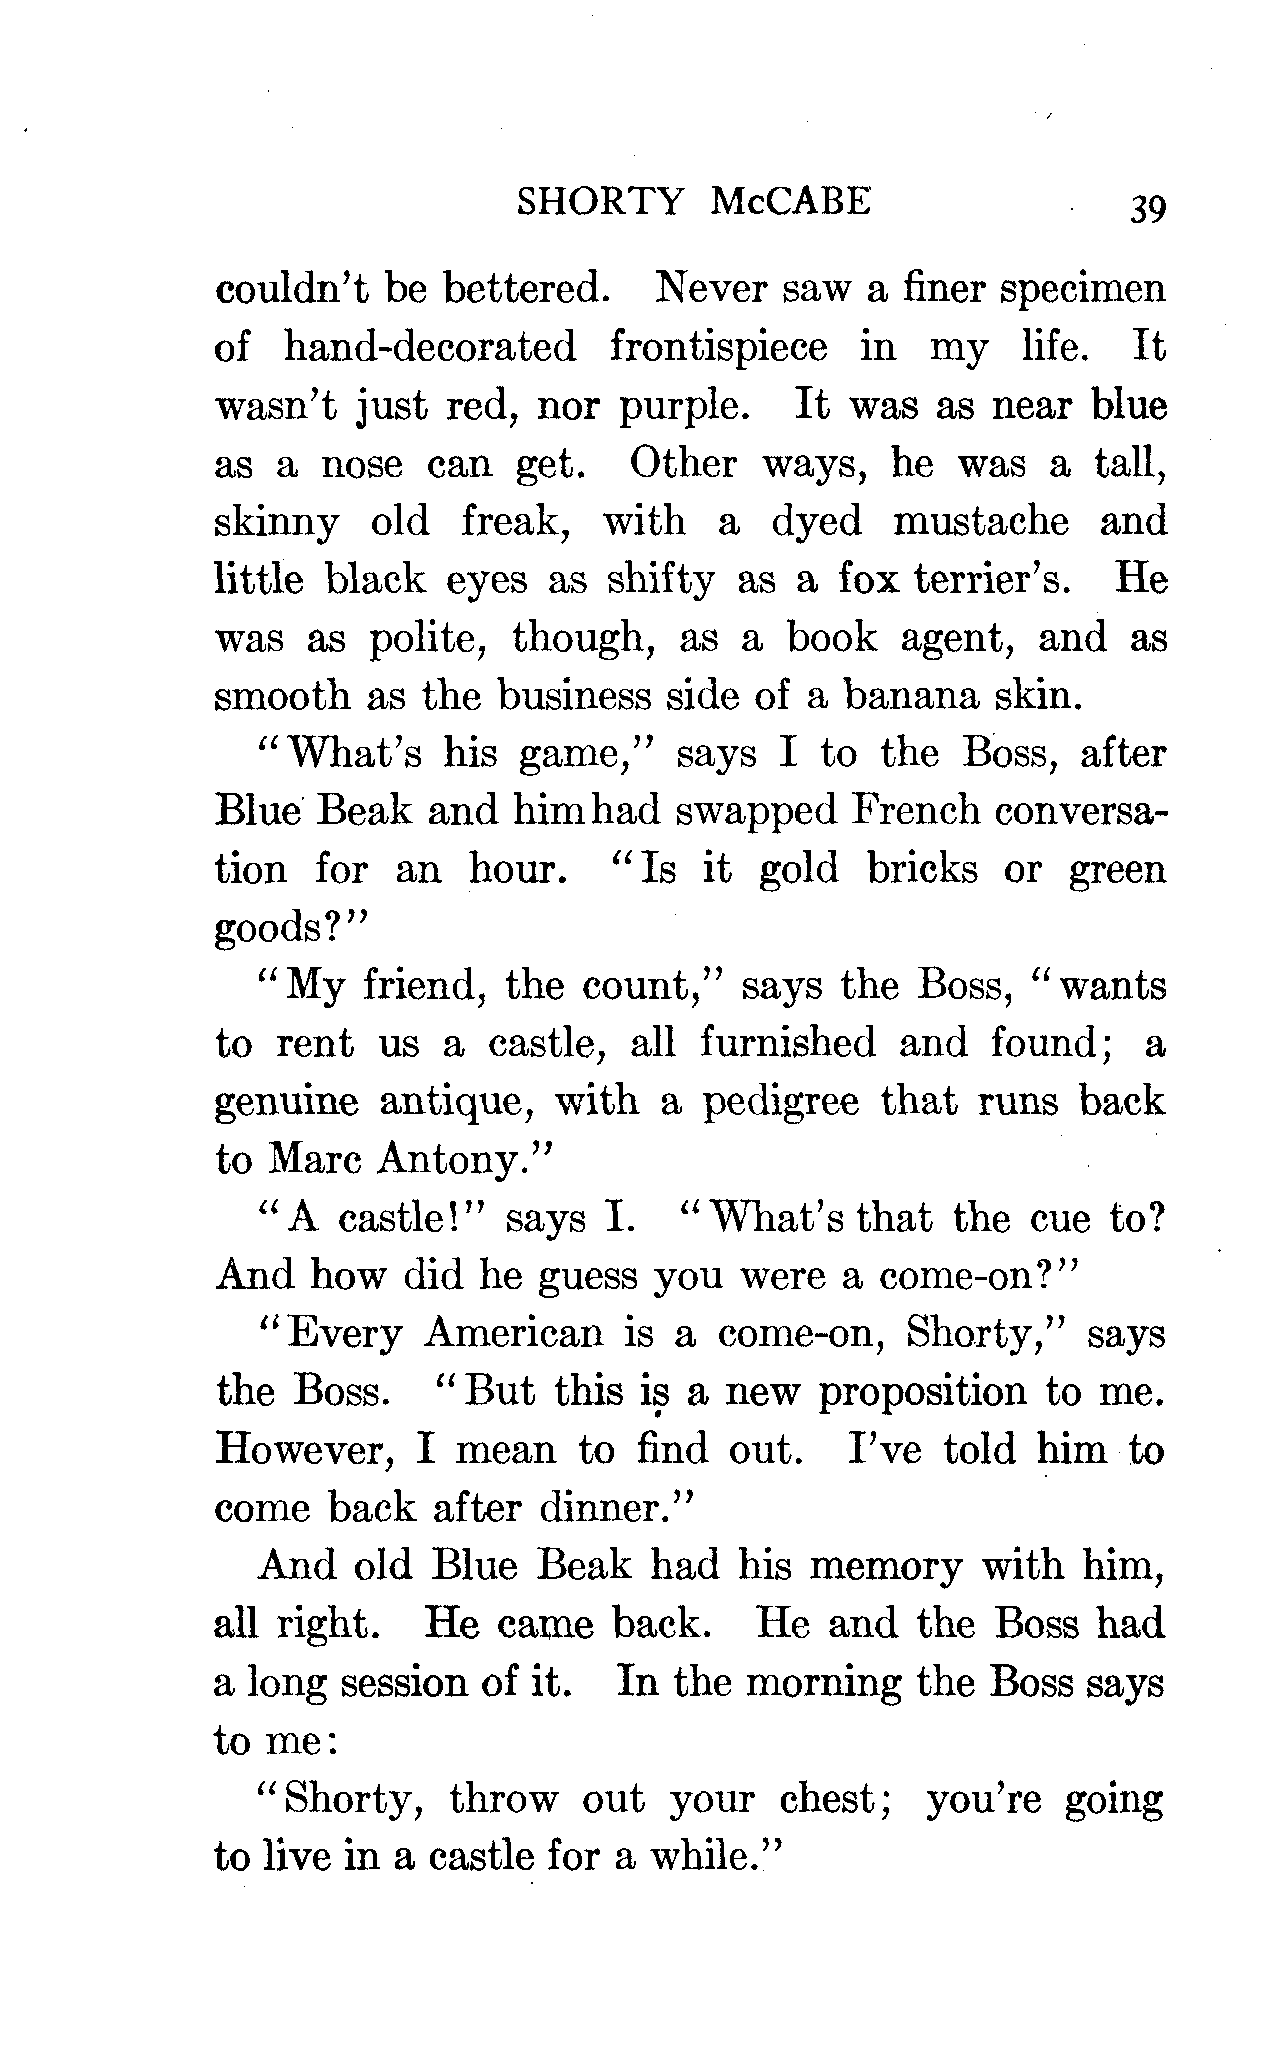 SHORTY McCABE 39
couldn't be bettered. Never saw a finer specimen
of hand-decorated frontispiece in my life. It
wasn't just red, nor purple. It was as near blue
as a nose can get. Other ways, he was a tall,
skinny old freak, with a dyed mustache and
little black eyes as shifty as a fox terrier's. He
was as polite, though, as a book agent, and as
smooth as the business side of a banana skin.
"What's his game," says I to the Boss, after
Blue Beak and him had swapped French conversa-
tion for an hour. "Is it gold bricks or green
goods?"
"My friend, the count," says the Boss, "wants
to rent us a castle, all furnished and found; a
genuine antique, with a pedigree that runs back
to Marc Antony."
"A castle!" says I. "What's that the cue to?
And how did he guess you were a come-on?"
"Every American is a come-on, Shorty," says
the Boss. "But this is a new proposition to me.
However, I mean to find out. I've told him to
come back after dinner."
And old Blue Beak had his memory with him,
all right. He came back. He and the Boss had
a long session of it. In the morning the Boss says
to me:
"Shorty, throw out your chest; you're going
to live in a castle for a while."